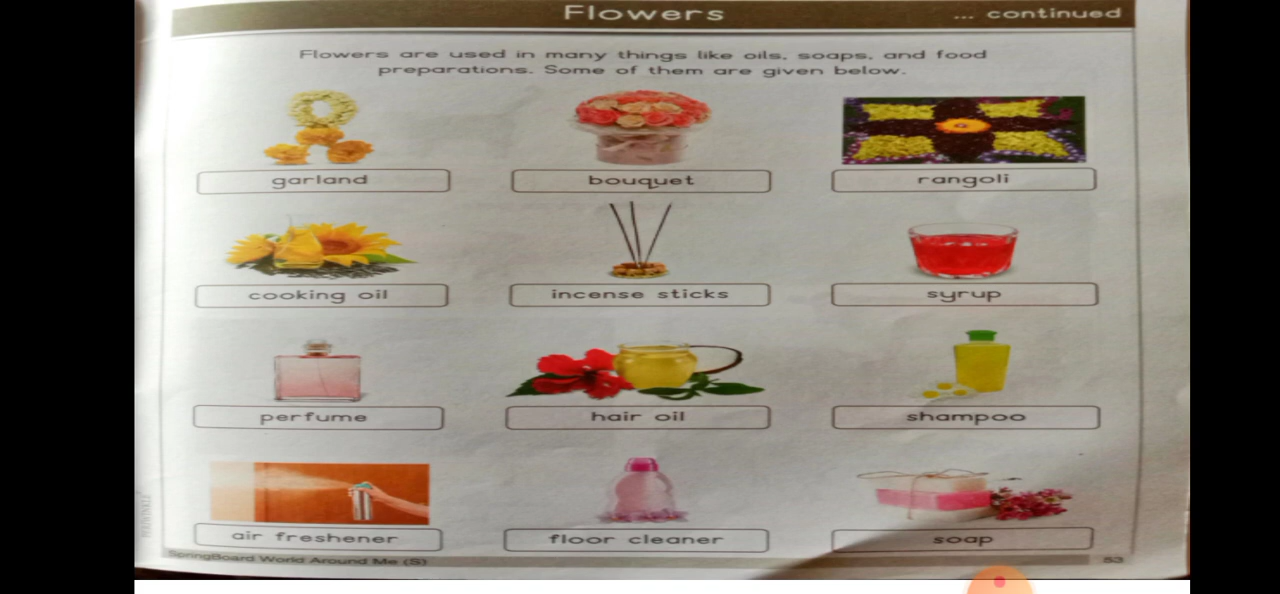 Flowers
... continued
Flowers are used in many things like oils, soaps, and food
preparations. Some of them are given below.
garland
bouquet
rangoli
cooking oil
incense sticks
syrup
perfume
hair oil
shampoo
air freshener
floor cleaner
soap
SpringBoard World Around Me (S)
53